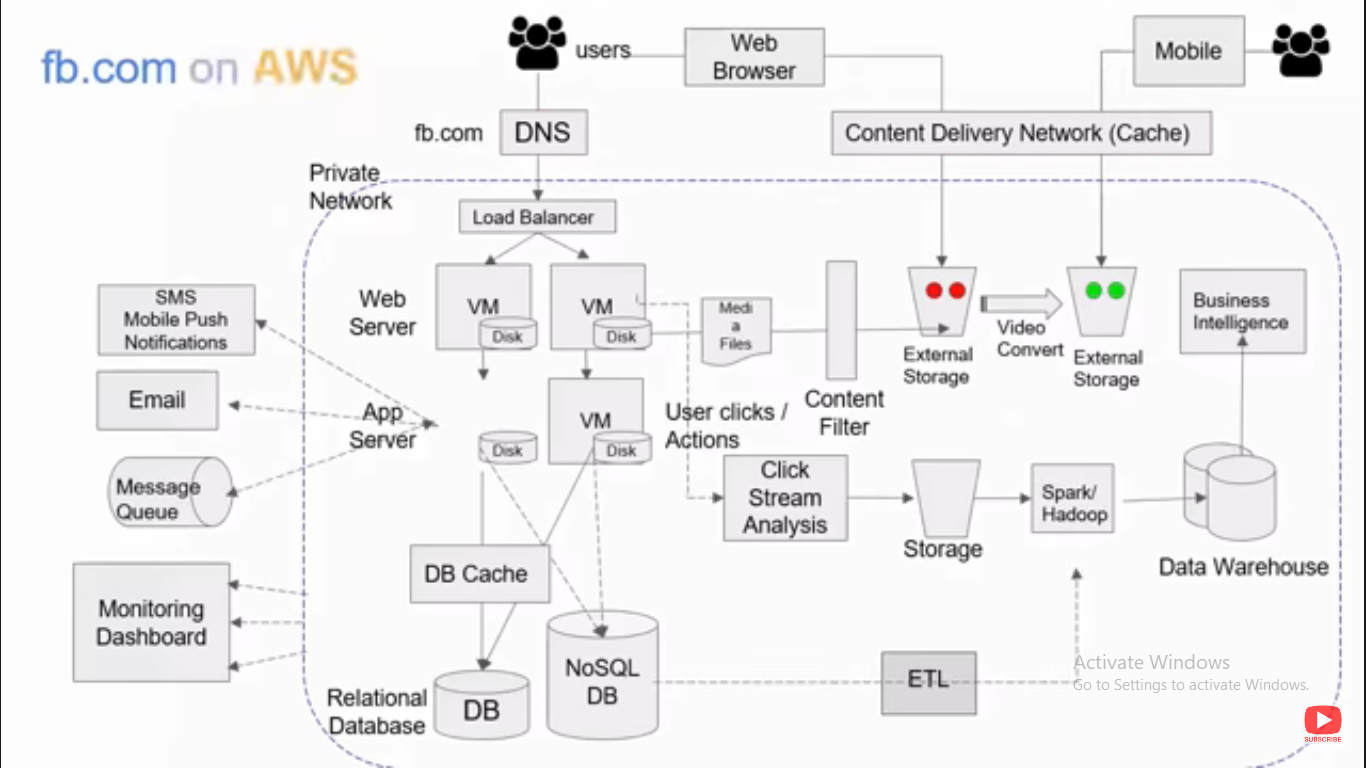 fb.com on AWS
users
Web
Browser
Mobile
fb.com
DNS
Content Delivery Network (Cache)
Private
Network
Load Balancer
Web
Server
VM
Disk
VM
Disk
Medi
a
Files
Content
Filter
External
Storage
Video
Convert
External
Storage
Business
Intelligence
SMS
Mobile Push
Notifications
Email
Message
Queue
App
Server
Disk
VM
Disk
User clicks /
Actions
Click
Stream
Analysis
Storage
Spark/
Hadoop
Data Warehouse
Monitoring
Dashboard
DB Cache
NoSQL
DB
Relational
Database
DB
ETL
Activate Windows
Go to Settings to activate Windows.
SUBSCRIBE